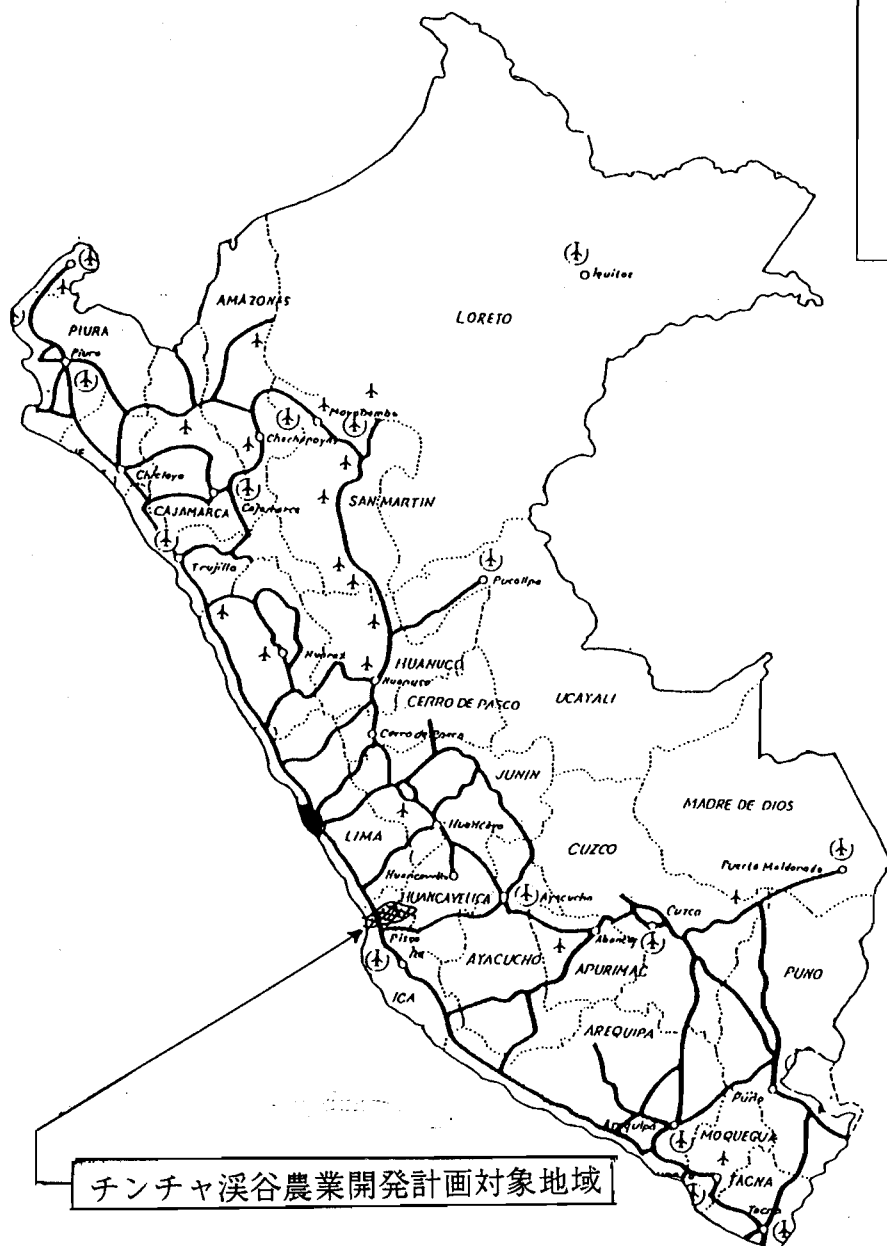 Iquitos
AMAZONAS
LORETO
PIURA
Piura
Moyobamba
Chachapoyas
Chiclayo
SAN MARTIN
CAJAMARCA
Cajamarca
Trujillo
Pucallpa
Huaraz
HUANUCO
Huanuco
CERRO DE PASCO
UCAYALI
Cerro de Pasco
JUNIN
MADRE DE DIOS
LIMA
Huancayo
CUZCO
Puerto Maldonado
HUANCAVELICA
Ayacucho
Cuzco
Pisco
Abancay
Ica
AYACUCHO
APURIMAC
PUNO
ICA
AREQUIPA
Puno
Arequipa
MOQUEGUA
TACNA
Tacna
チンチャ渓谷農業開発計画対象地域